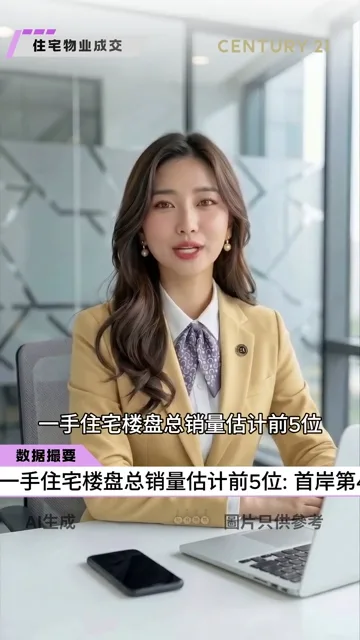 住宅物业成交
CENTURY 21
一手住宅楼盘总销量估计前5位
数据撮要
一手住宅楼盘总销量估计前5位: 首岸第4
AI生成
圖片只供參考